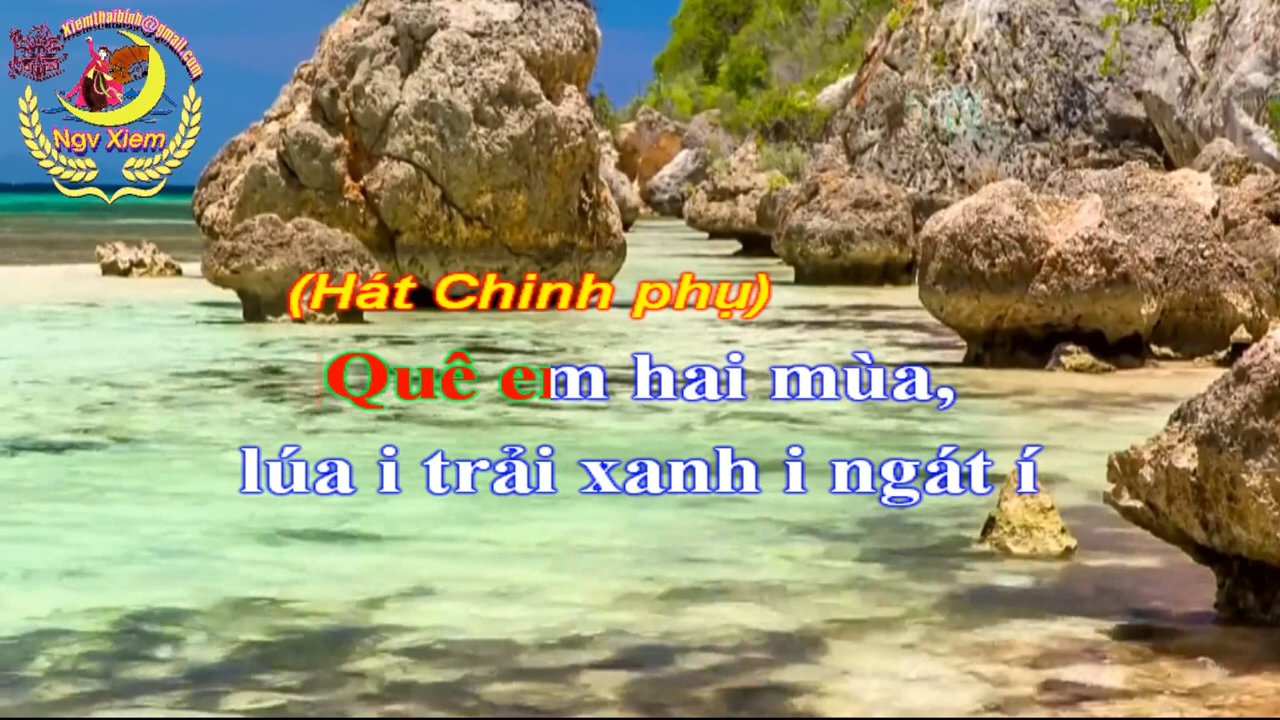 Xiemthaibinh@gmail.com
Ngv Xiem
(Hát Chinh phụ)
Quê em hai mùa,
lúa i trải xanh i ngát í